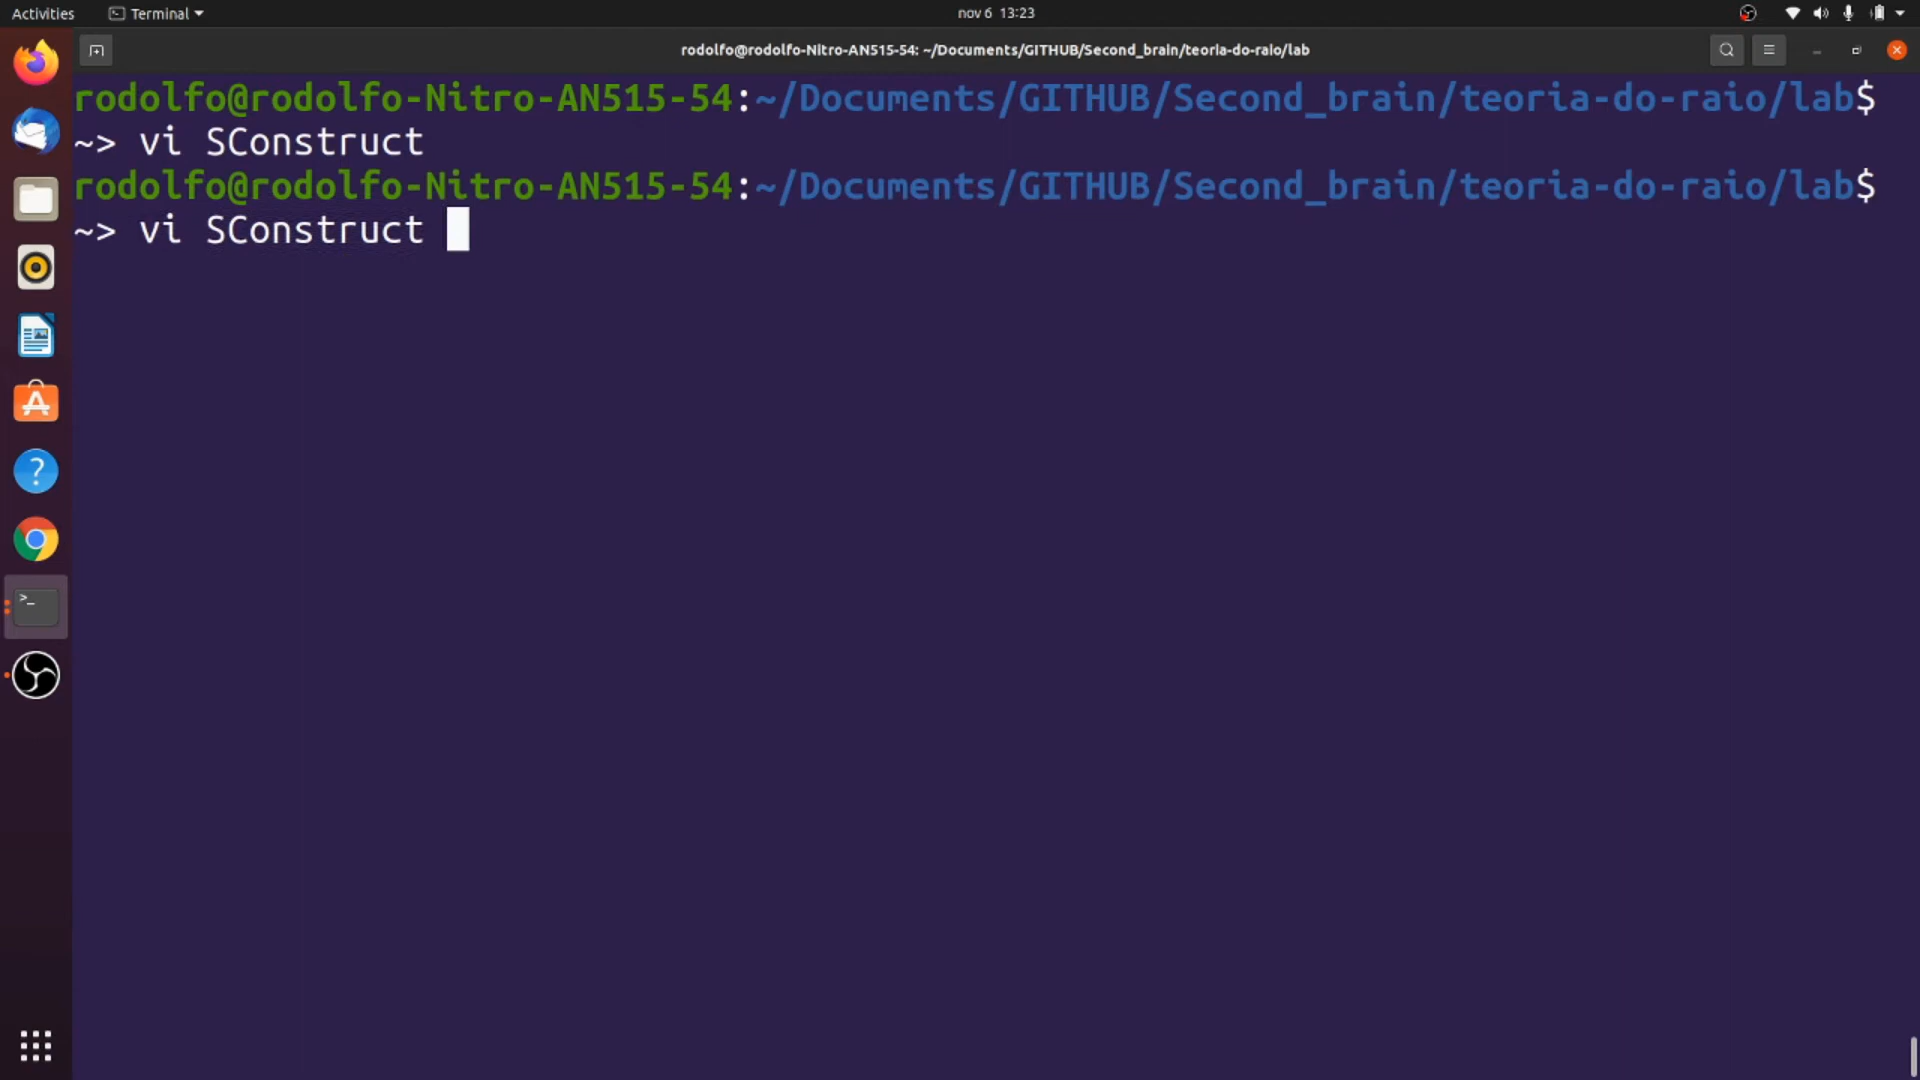 Activities
Terminal
nov 6 13:23
rodolfo@rodolfo-Nitro-AN515-54: ~/Documents/GITHUB/Second_brain/teoria-do-raio/lab
rodolfo@rodolfo-Nitro-AN515-54:~/Documents/GITHUB/Second_brain/teoria-do-raio/lab$
~> vi SConstruct
rodolfo@rodolfo-Nitro-AN515-54:~/Documents/GITHUB/Second_brain/teoria-do-raio/lab$
~> vi SConstruct